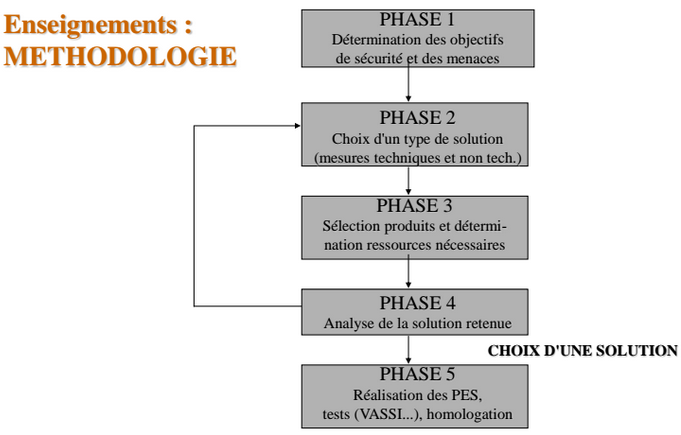 Enseignements :
METHODOLOGIE
PHASE 1
Détermination des objectifs
de sécurité et des menaces
PHASE 2
Choix d'un type de solution
(mesures techniques et non tech.)
PHASE 3
Sélection produits et détermi-
nation ressources nécessaires
PHASE 4
Analyse de la solution retenue
CHOIX D'UNE SOLUTION
PHASE 5
Réalisation des PES,
tests (VASSI...), homologation